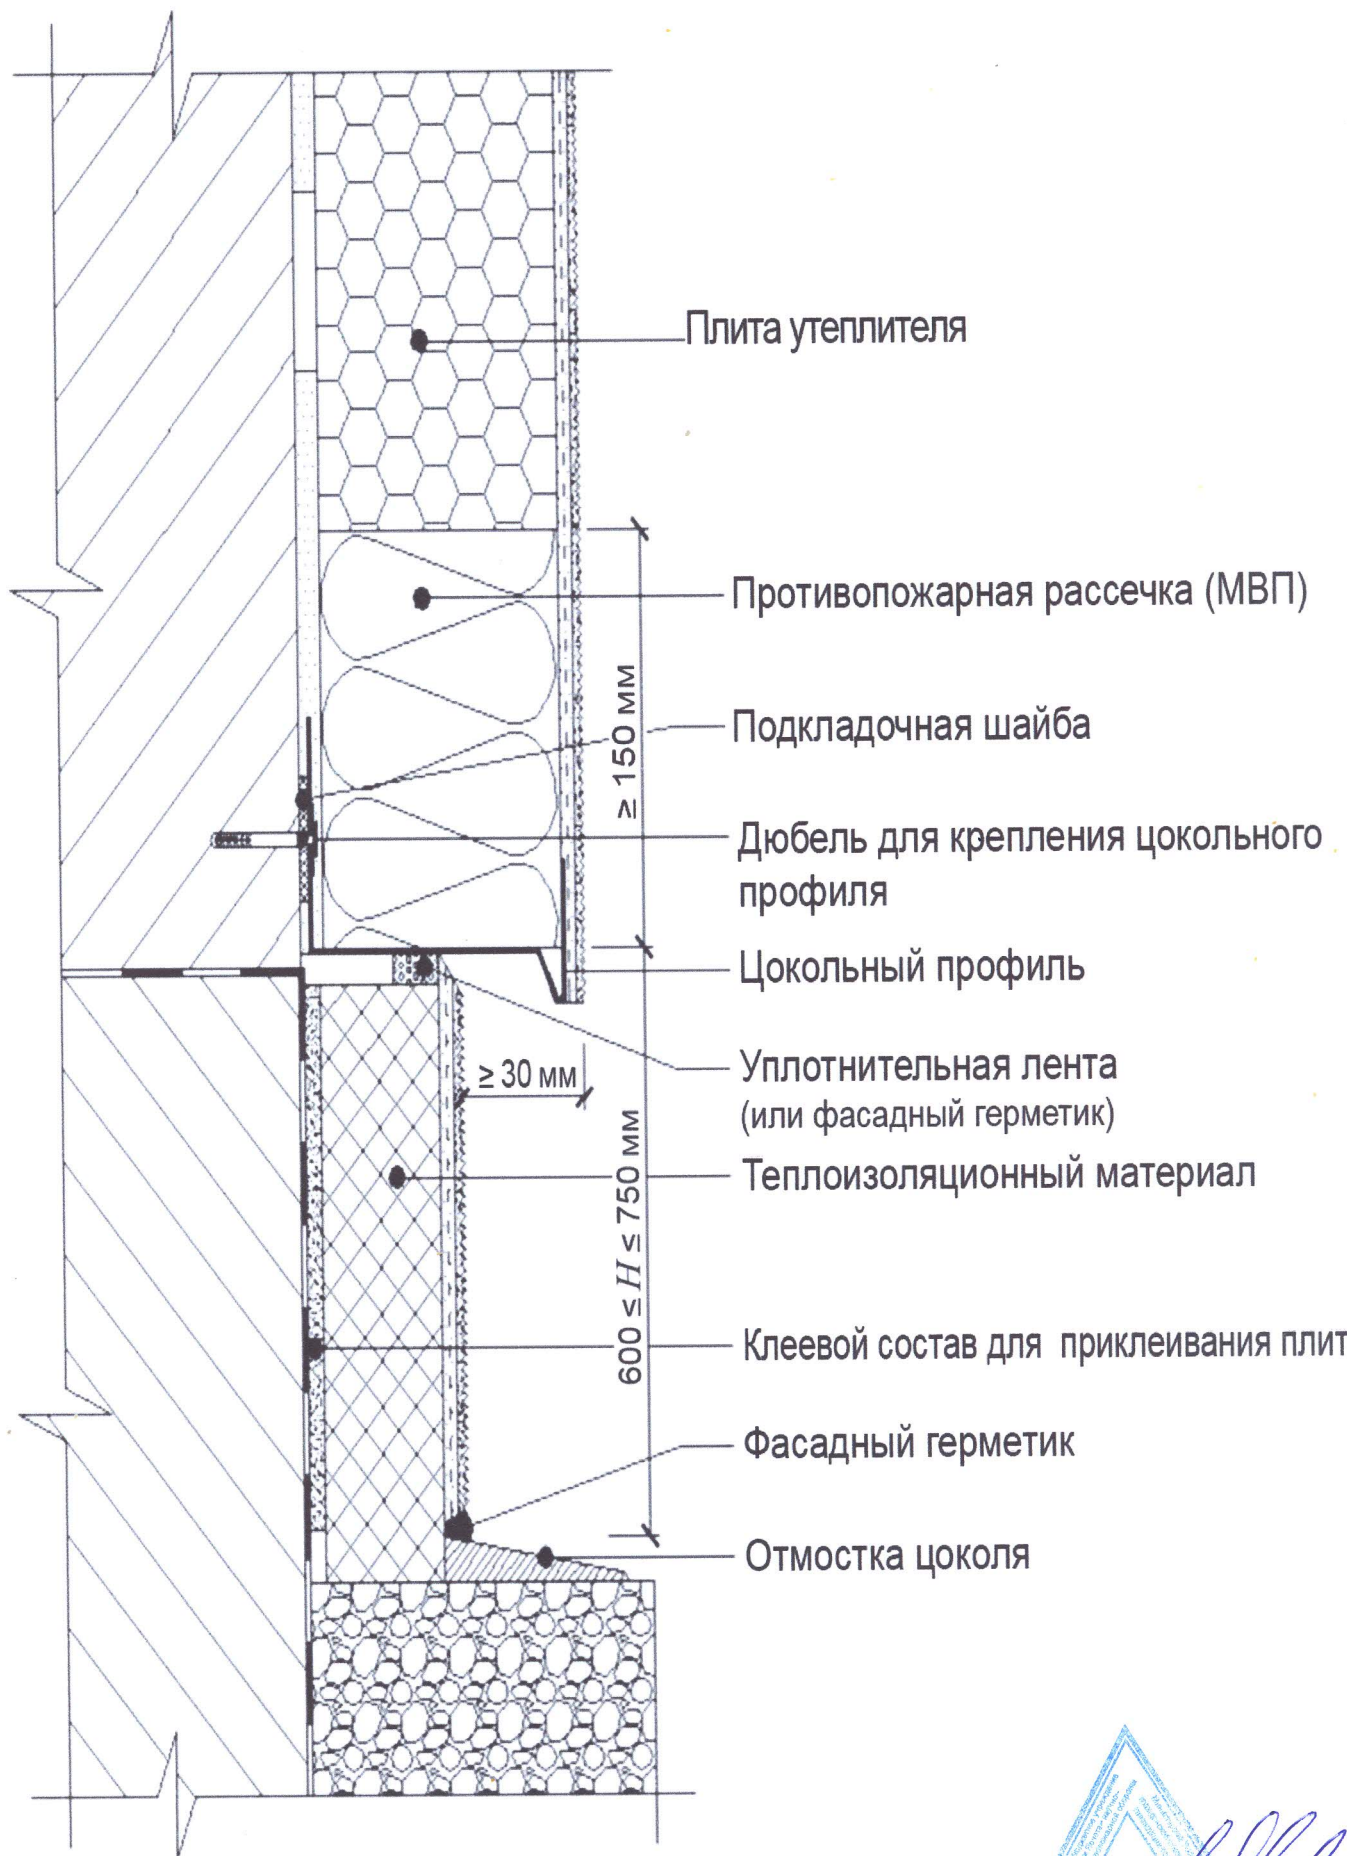 Плита утеплителя
Противопожарная рассечка (МВП)
≥ 150 мм
Подкладочная шайба
Дюбель для крепления цокольного
профиля
Цокольный профиль
Уплотнительная лента
(или фасадный герметик)
≥ 30 мм
Теплоизоляционный материал
600 ≤ H ≤ 750 мм
Клеевой состав для приклеивания плит
Фасадный герметик
Отмостка цоколя